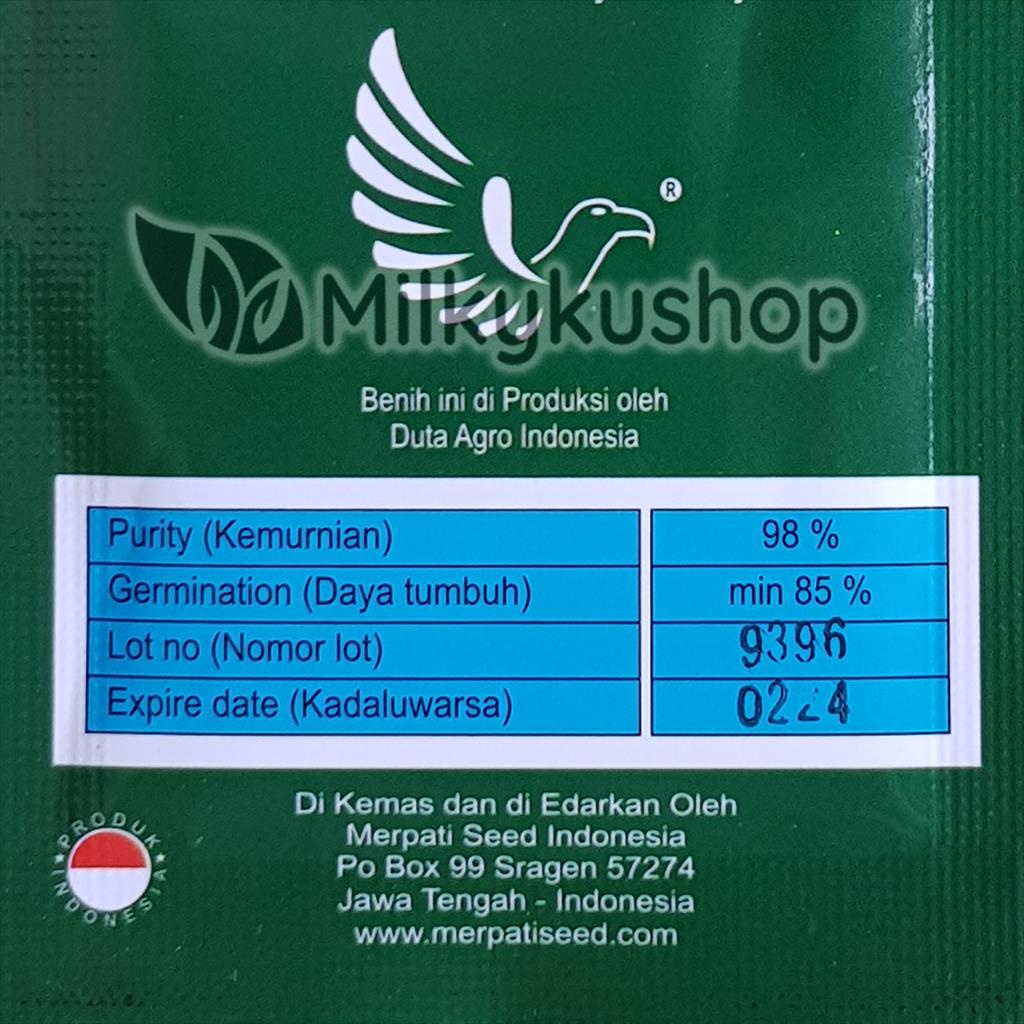 ®
Milkykushop
Benih ini di Produksi oleh
Duta Agro Indonesia
Purity (Kemurnian) 98 %
Germination (Daya tumbuh) min 85 %
Lot no (Nomor lot) 9396
Expire date (Kadaluwarsa) 0224
Di Kemas dan di Edarkan Oleh
Merpati Seed Indonesia
Po Box 99 Sragen 57274
Jawa Tengah - Indonesia
www.merpatiseed.com
PRODUK
INDONESIA